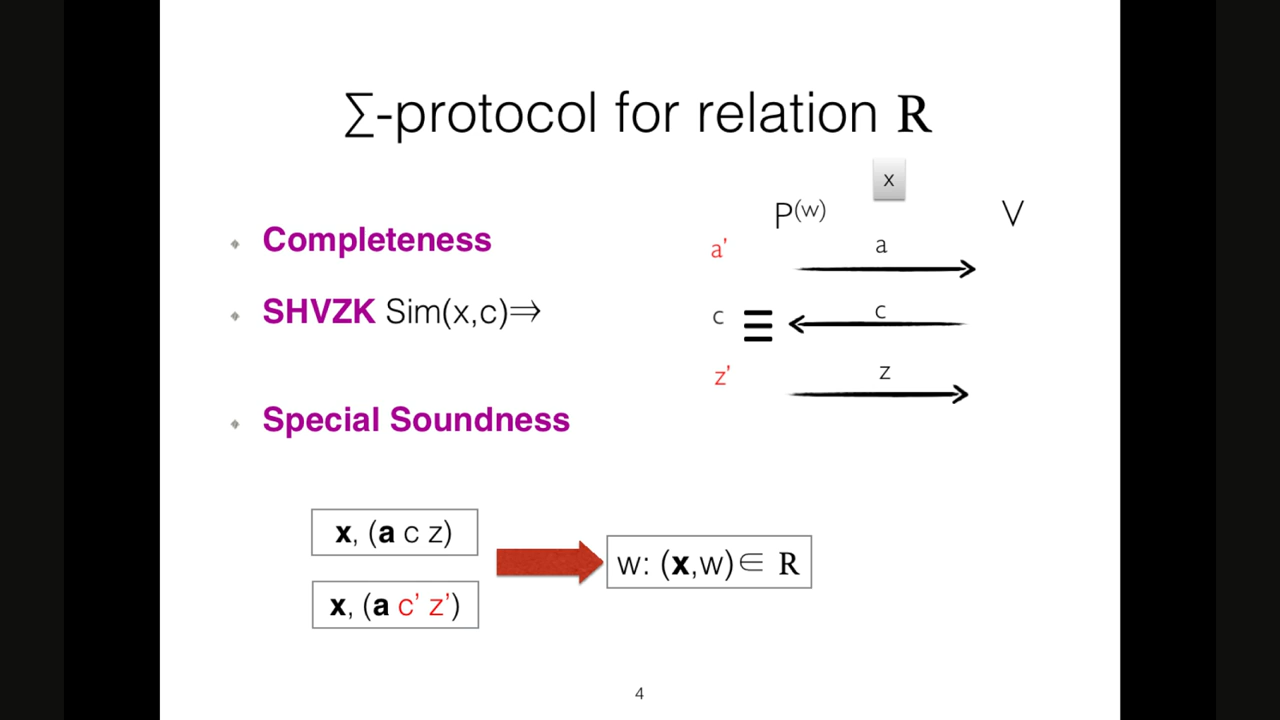 ∑-protocol for relation R
x
P(w)
V
Completeness
a'
a
SHVZK Sim(x,c)⇒
c
≡
c
z'
z
Special Soundness
x, (a c z)
w: (x,w)∈ R
x, (a c' z')
4